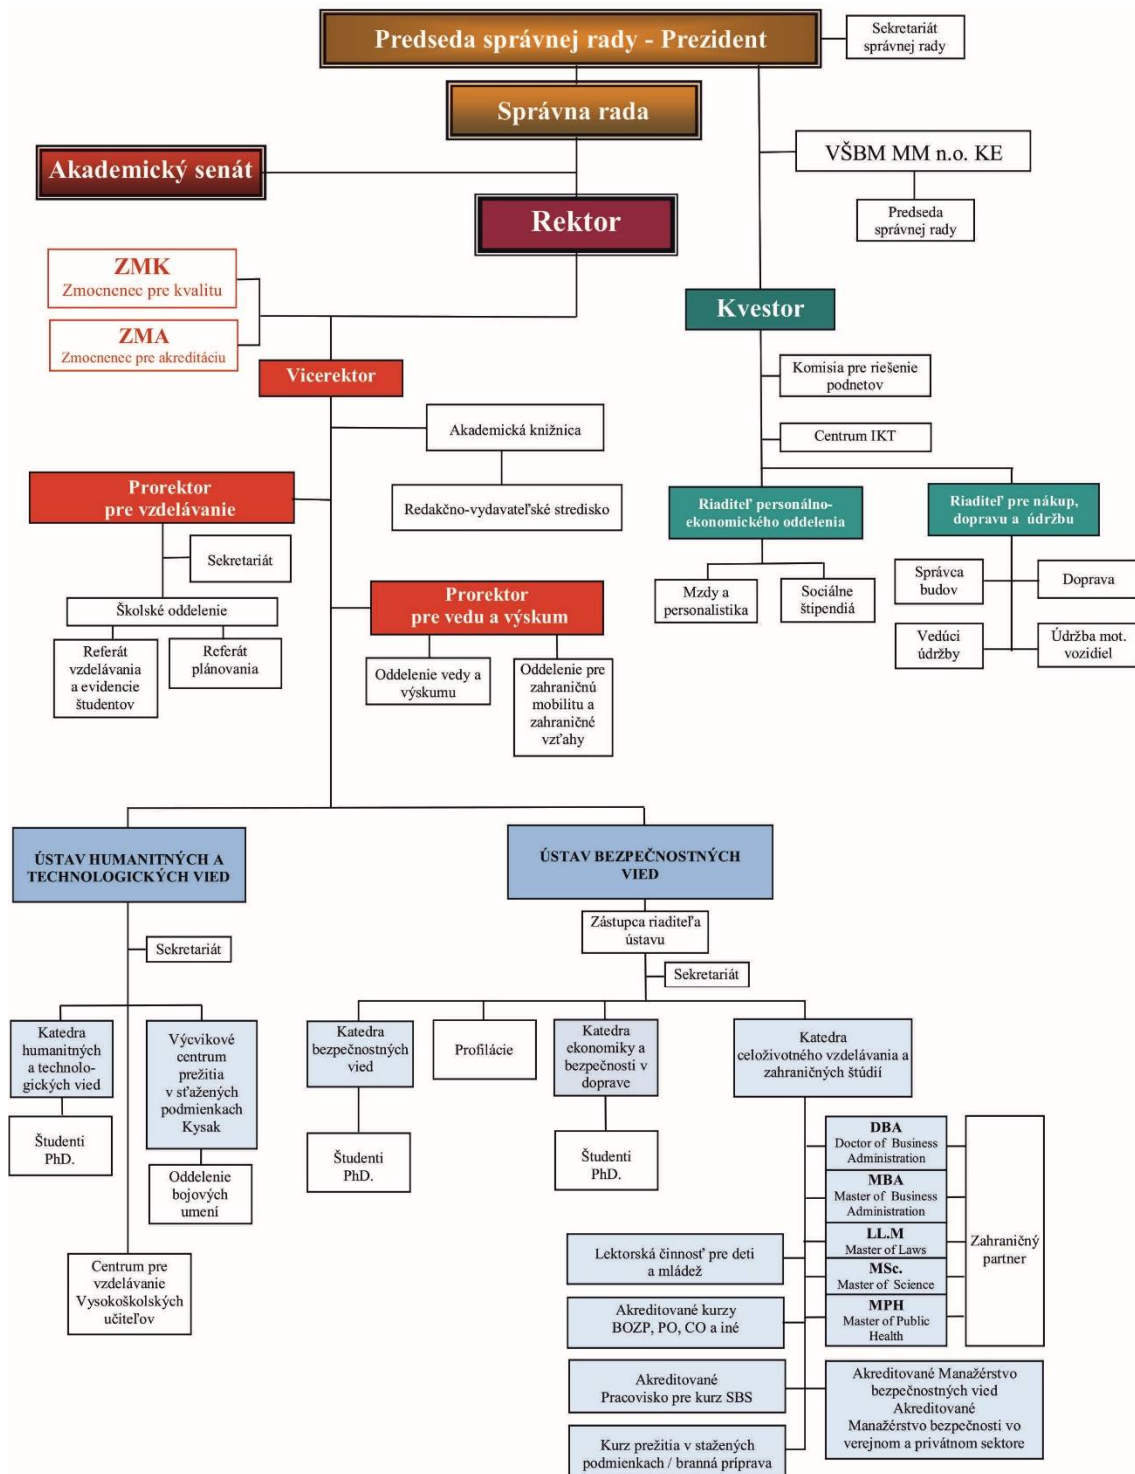 Predseda správnej rady - Prezident
Sekretariát
správnej rady
Správna rada
VŠBM MM n.o. KE
Akademický senát
Predseda
správnej rady
Rektor
ZMK
Zmocnenec pre kvalitu
ZMA
Zmocnenec pre akreditáciu
Kvestor
Vicerektor
Komisia pre riešenie
podnetov
Akademická knižnica
Centrum IKT
Prorektor
pre vzdelávanie
Redakčno-vydavateľské stredisko
Riaditeľ personálno-
ekonomického oddelenia
Riaditeľ pre nákup,
dopravu a údržbu
Sekretariát
Školské oddelenie
Referát
vzdelávania
a evidencie
študentov
Referát
plánovania
Prorektor
pre vedu a výskum
Oddelenie vedy a
výskumu
Oddelenie pre
zahraničnú
mobilitu a
zahraničné
vzťahy
Mzdy a
personalistika
Sociálne
štipendiá
Správca
budov
Doprava
Vedúci
údržby
Údržba mot.
vozidiel
ÚSTAV HUMANITNÝCH A
TECHNOLOGICKÝCH VIED
ÚSTAV BEZPEČNOSTNÝCH
VIED
Sekretariát
Zástupca riaditeľa
ústavu
Sekretariát
Katedra
humanitných
a technolo-
gických vied
Výcvikové
centrum
prežitia
v sťažených
podmienkach
Kysak
Študenti
PhD.
Oddelenie
bojových
umení
Centrum pre
vzdelávanie
Vysokoškolských
učiteľov
Katedra
bezpečnostných
vied
Profilácie
Katedra
ekonomiky a
bezpečnosti v
doprave
Katedra
celoživotného vzdelávania a
zahraničných štúdií
Študenti
PhD.
Študenti
PhD.
DBA
Doctor of Business
Administration
MBA
Master of Business
Administration
LL.M
Master of Laws
MSc.
Master of Science
MPH
Master of Public
Health
Zahraničný
partner
Lektorská činnosť pre deti
a mládež
Akreditované kurzy
BOZP, PO, CO a iné
Akreditované
Pracovisko pre kurz SBS
Akreditované Manažérstvo
bezpečnostných vied
Akreditované
Manažérstvo bezpečnosti vo
verejnom a privátnom sektore
Kurz prežitia v stažených
podmienkach / branná príprava